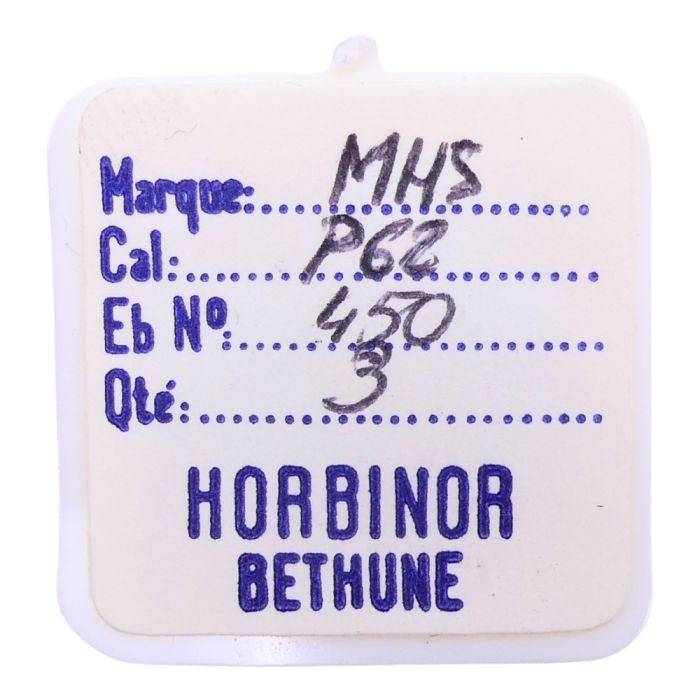 Marque: MHS
Cal: P62
Eb Nº: 450
Qté: 3
HORBINOR
BETHUNE